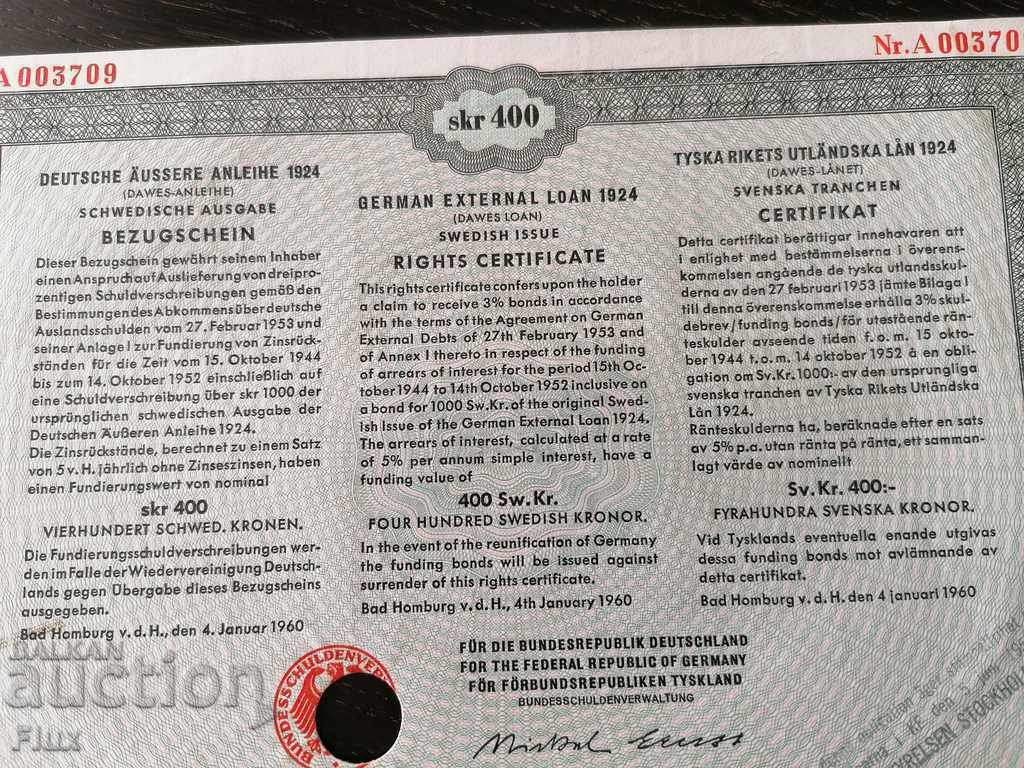 A 003709
Nr. A 00370
skr 400
DEUTSCHE ÄUSSERE ANLEIHE 1924
(DAWES-ANLEIHE)
SCHWEDISCHE AUSGABE
BEZUGSCHEIN
Dieser Bezugschein gewährt seinem Inhaber
einen Anspruch auf Auslieferung von dreipro-
zentigen Schuldverschreibungen gemäß den
Bestimmungen des Abkommens über deutsche
Auslandsschulden vom 27. Februar 1953 und
seiner Anlage I zur Fundierung von Zinsrück-
ständen für die Zeit vom 15. Oktober 1944
bis zum 14. Oktober 1952 einschließlich auf
eine Schuldverschreibung über skr 1000 der
ursprünglichen schwedischen Ausgabe der
Deutschen Äußeren Anleihe 1924.
Die Zinsrückstände, berechnet zu einem Satz
von 5 v. H. jährlich ohne Zinseszinsen, haben
einen Fundierungswert von nominal
skr 400
VIERHUNDERT SCHWED. KRONEN.
Die Fundierungsschuldverschreibungen wer-
den im Falle der Wiedervereinigung Deutsch-
lands gegen Übergabe dieses Bezugscheins
ausgegeben.
Bad Homburg v. d. H., den 4. Januar 1960
GERMAN EXTERNAL LOAN 1924
(DAWES LOAN)
SWEDISH ISSUE
RIGHTS CERTIFICATE
This rights certificate confers upon the holder
a claim to receive 3% bonds in accordance
with the terms of the Agreement on German
External Debts of 27th February 1953 and
of Annex I thereto in respect of the funding
of arrears of interest for the period 15th Oc-
tober 1944 to 14th October 1952 inclusive on
a bond for 1000 Sw.Kr. of the original Swed-
ish Issue of the German External Loan 1924.
The arrears of interest, calculated at a rate
of 5% per annum simple interest, have a
funding value of
400 Sw.Kr.
FOUR HUNDRED SWEDISH KRONOR.
In the event of the reunification of Germany
the funding bonds will be issued against
surrender of this rights certificate.
Bad Homburg v. d. H., 4th January 1960
TYSKA RIKETS UTLÄNDSKA LÅN 1924
(DAWES-LÅNET)
SVENSKA TRANCHEN
CERTIFIKAT
Detta certifikat berättigar innehavaren att
i enlighet med bestämmelserna i överens-
kommelsen angående de tyska utlandsskul-
derna av den 27 februari 1953 jämte Bilaga I
till denna överenskommelse erhålla 3% skul-
debrev /funding bonds/ för utestående rän-
teskulder avseende tiden f. o. m. 15 okto-
ber 1944 t. o. m. 14 oktober 1952 å en obli-
gation om Sv.Kr. 1000:- av den ursprungliga
svenska tranchen av Tyska Rikets Utländska
Lån 1924.
Ränteskulderna ha, beräknade efter en sats
av 5% p.a. utan ränta på ränta, ett samman-
lagt värde av nominellt
Sv. Kr. 400:-
FYRAHUNDRA SVENSKA KRONOR.
Vid Tysklands eventuella enande utgivas
dessa funding bonds mot avlämnande av
detta certifikat.
Bad Homburg v. d. H., den 4 januari 1960
FÜR DIE BUNDESREPUBLIK DEUTSCHLAND
FOR THE FEDERAL REPUBLIC OF GERMANY
FÖR FÖRBUNDSREPUBLIKEN TYSKLAND
BUNDESSCHULDENVERWALTUNG
BUNDESSCHULDENVER
BALKAN
auction
Flux